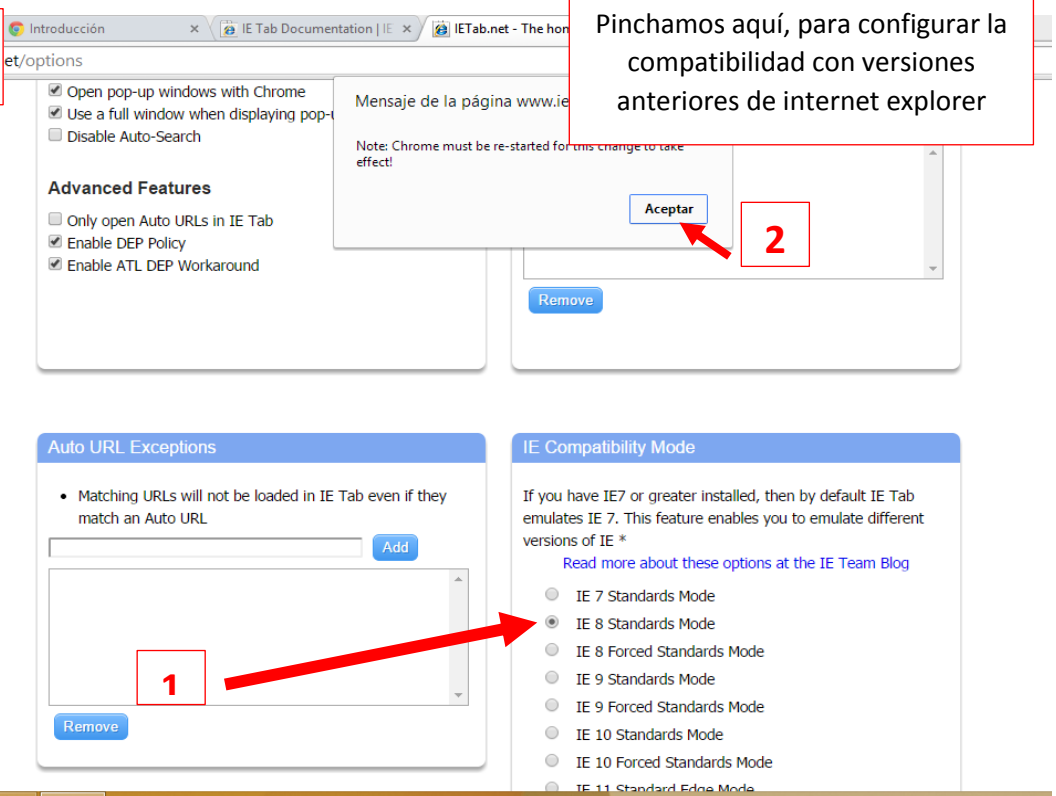 Introducción
IE Tab Documentation | IE
IETab.net - The hon
Pinchamos aquí, para configurar la
compatibilidad con versiones
anteriores de internet explorer
et/options
Open pop-up windows with Chrome
Use a full window when displaying pop-u
Disable Auto-Search
Advanced Features
Only open Auto URLs in IE Tab
Enable DEP Policy
Enable ATL DEP Workaround
Mensaje de la página www.ie
Note: Chrome must be re-started for this change to take
effect!
Aceptar
2
Remove
Auto URL Exceptions
Matching URLs will not be loaded in IE Tab even if they
match an Auto URL
Add
1
Remove
IE Compatibility Mode
If you have IE7 or greater installed, then by default IE Tab
emulates IE 7. This feature enables you to emulate different
versions of IE *
Read more about these options at the IE Team Blog
IE 7 Standards Mode
IE 8 Standards Mode
IE 8 Forced Standards Mode
IE 9 Standards Mode
IE 9 Forced Standards Mode
IE 10 Standards Mode
IE 10 Forced Standards Mode
IE 11 Standard Edge Mode